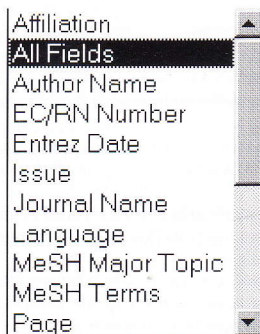 Affiliation
All Fields
Author Name
EC/RN Number
Entrez Date
Issue
Journal Name
Language
MeSH Major Topic
MeSH Terms
Page